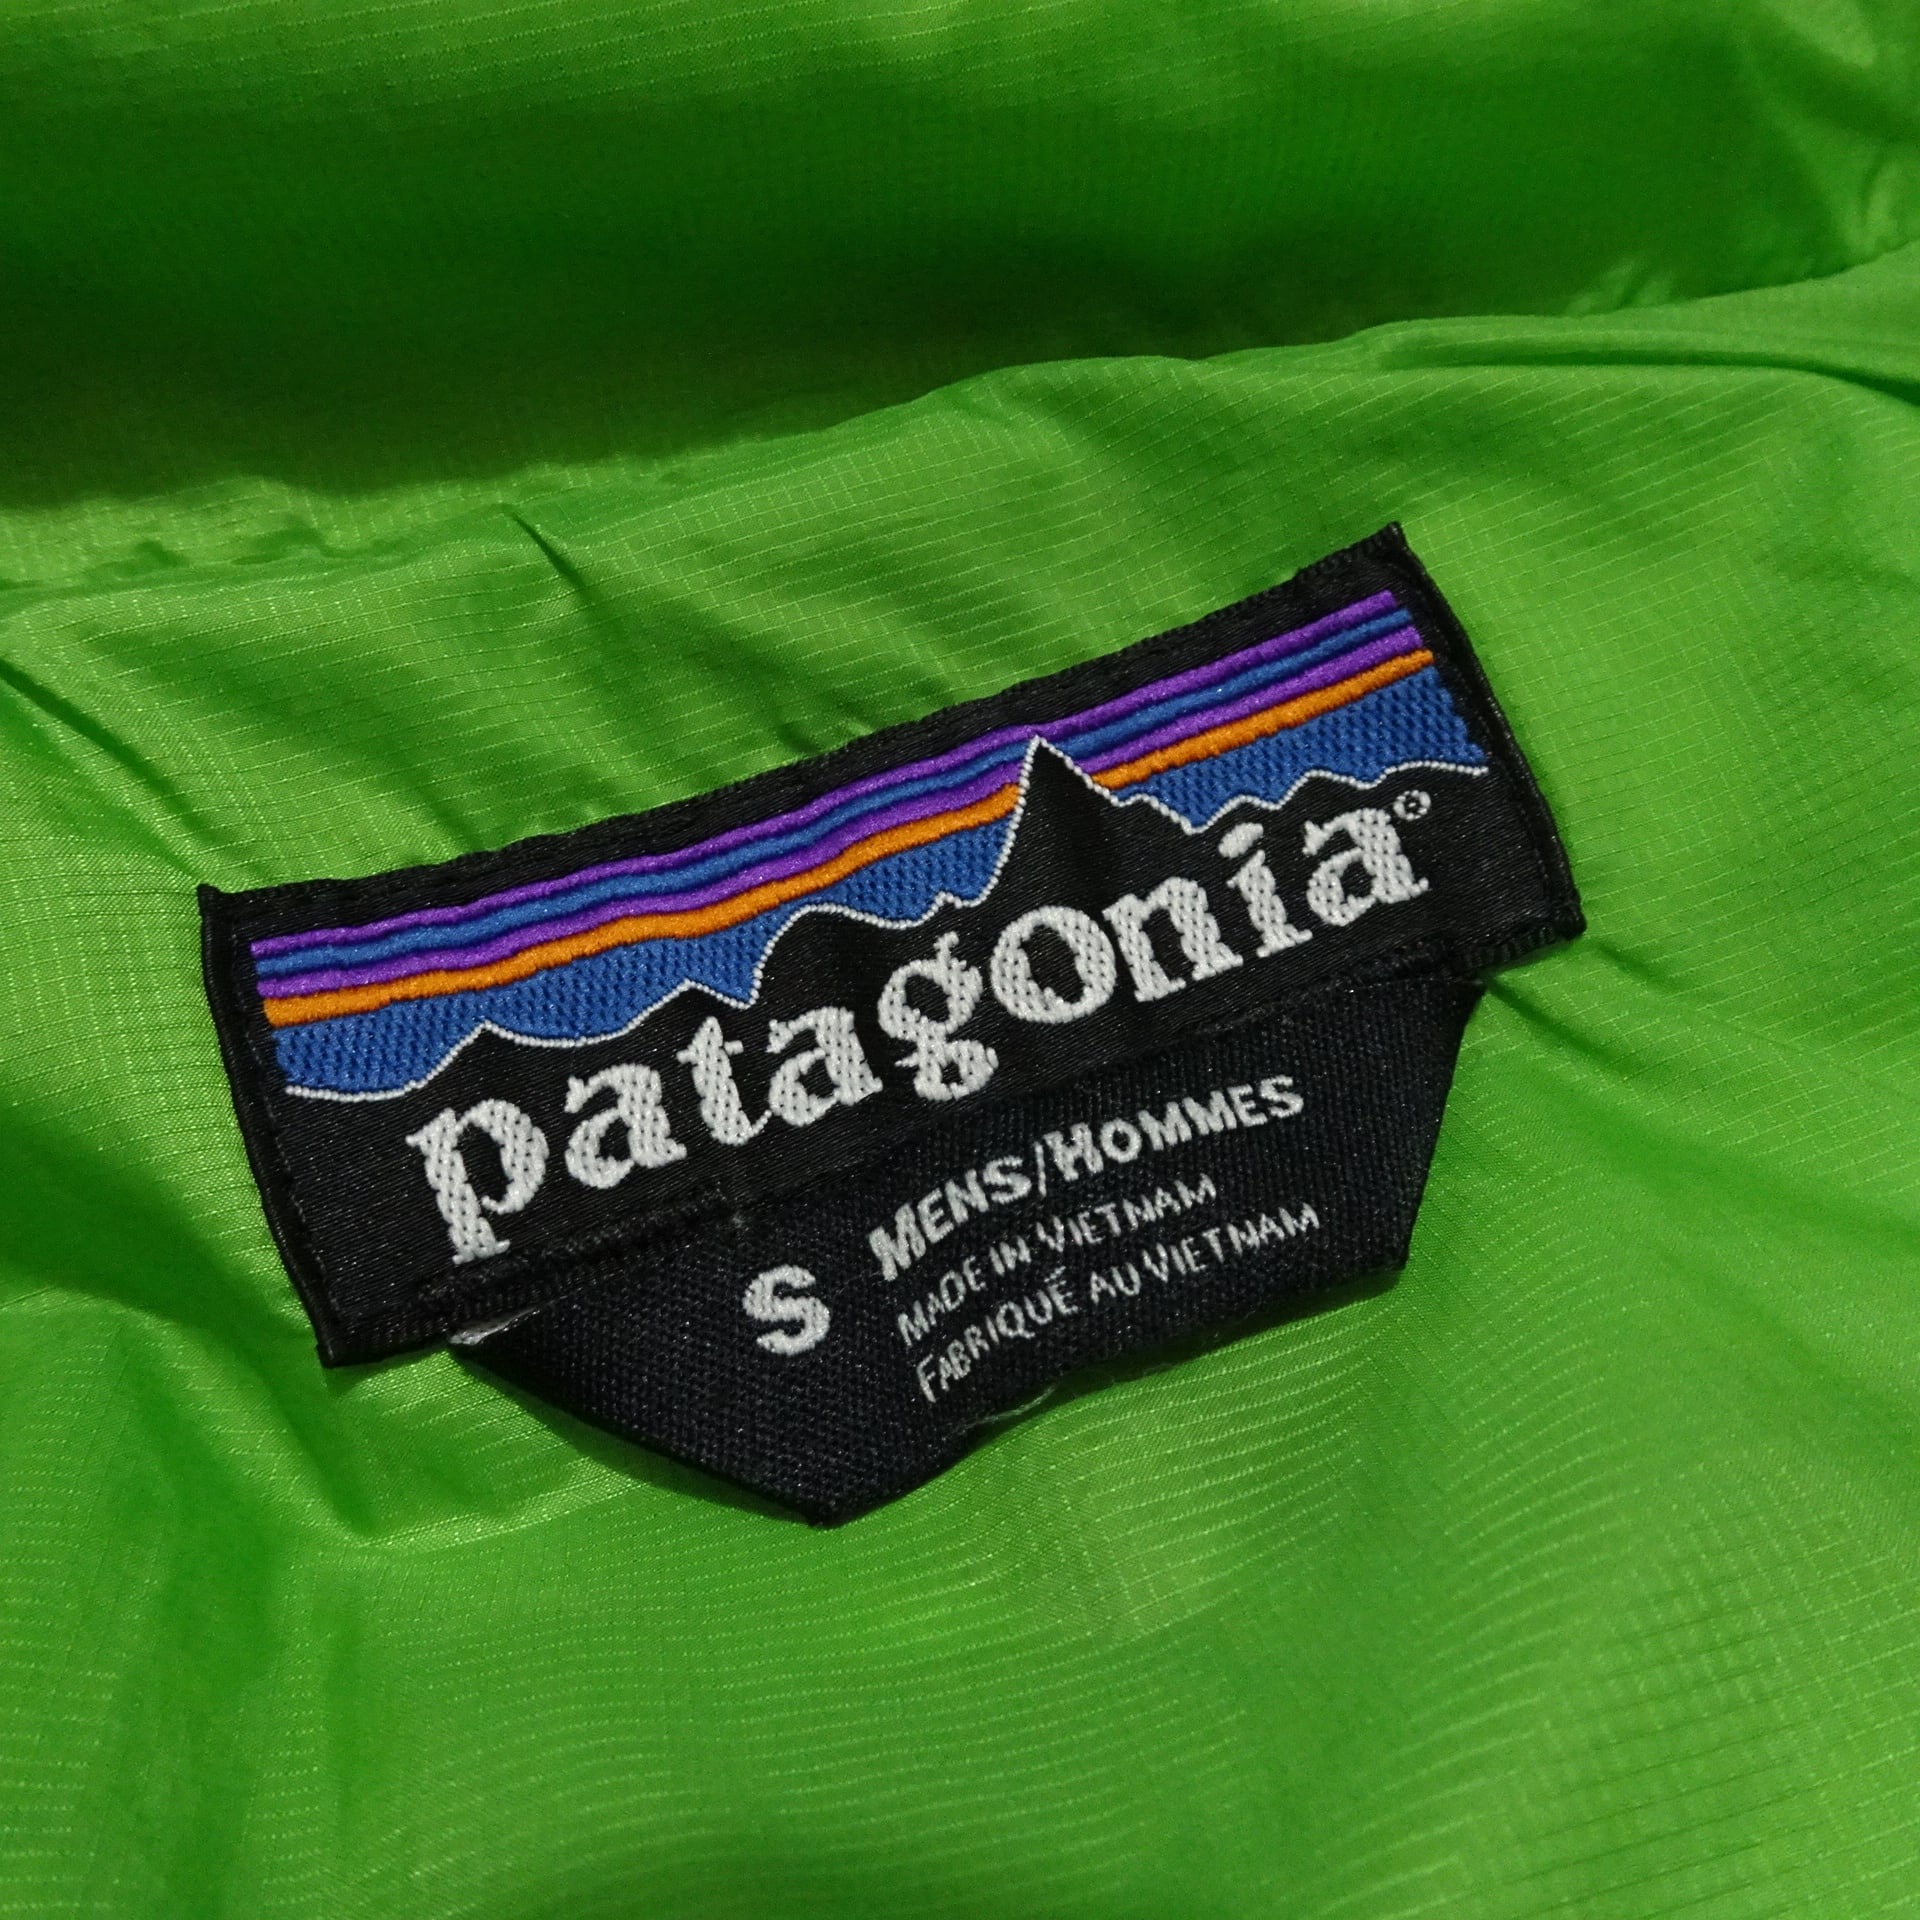 patagonia®
S
MENS/HOMMES
MADE IN VIETNAM
FABRIQUÉ AU VIETNAM